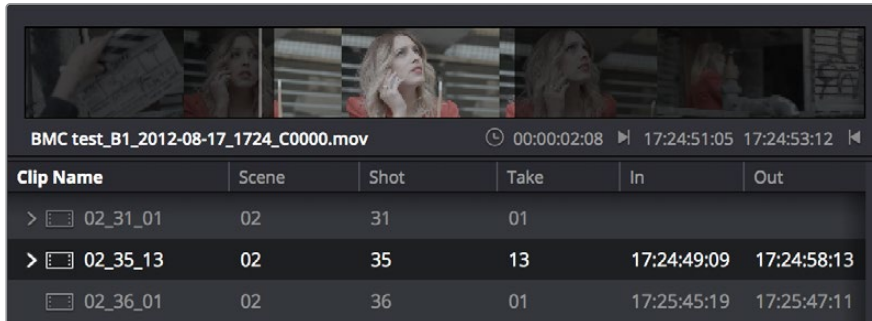 BMC test_B1_2012-08-17_1724_C0000.mov 00:00:02:08 17:24:51:05 17:24:53:12
Clip Name Scene Shot Take In Out
02_31_01 02 31 01
02_35_13 02 35 13 17:24:49:09 17:24:58:13
02_36_01 02 36 01 17:25:45:19 17:25:47:11